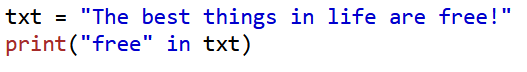 txt = "The best things in life are free!"
print("free" in txt)